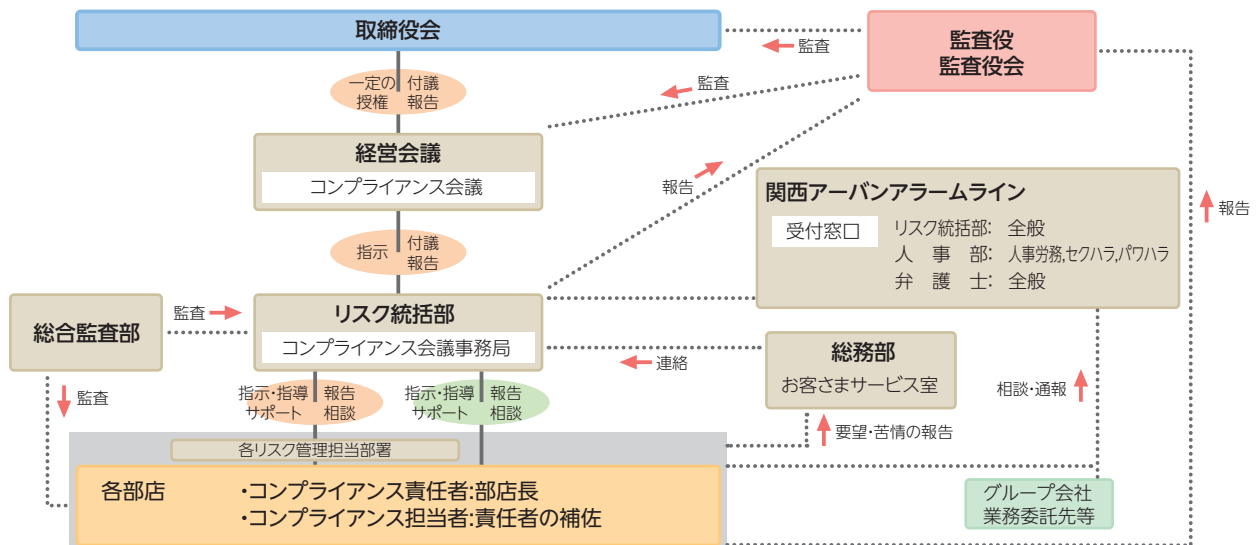 取締役会
監査役
監査役会
監査
一定の 付議
授権 報告
監査
経営会議
コンプライアンス会議
報告
関西アーバンアラームライン
受付窓口
リスク統括部: 全般
人事部: 人事労務,セクハラ,パワハラ
弁護士: 全般
報告
指示 付議
報告
総合監査部
監査
リスク統括部
コンプライアンス会議事務局
連絡
総務部
お客さまサービス室
相談・通報
監査
指示・指導 報告
サポート 相談
指示・指導 報告
サポート 相談
要望・苦情の報告
各リスク管理担当部署
各部店
・コンプライアンス責任者:部店長
・コンプライアンス担当者:責任者の補佐
グループ会社
業務委託先等